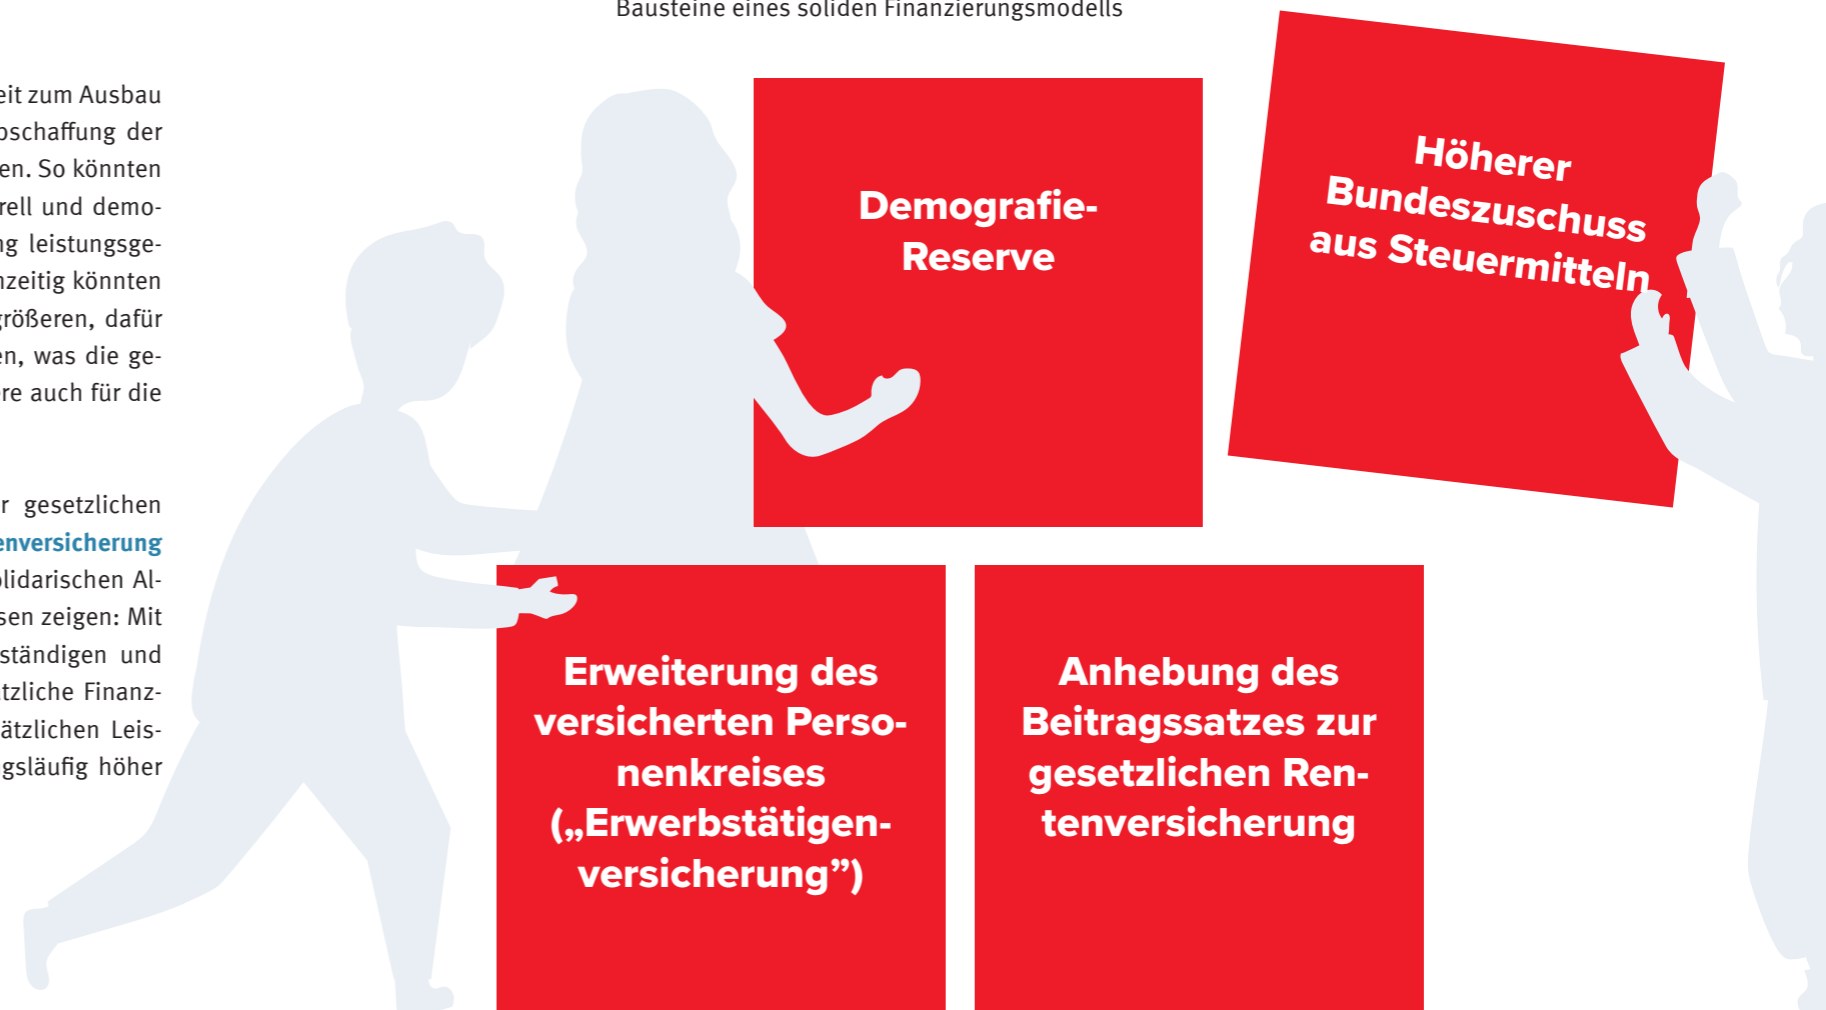 Bausteine eines soliden Finanzierungsmodells
eit zum Ausbau
bschaffung der
en. So könnten
rell und demo-
ng leistungsge-
hzeitig könnten
größeren, dafür
en, was die ge-
ere auch für die
r gesetzlichen
enversicherung
olidarischen Al-
sen zeigen: Mit
ständigen und
tzliche Finanz-
ätzlichen Leis-
gsläufig höher
Demografie-
Reserve
Höherer
Bundeszuschuss
aus Steuermitteln
Erweiterung des
versicherten Perso-
nenkreises
(„Erwerbstätigen-
versicherung”)
Anhebung des
Beitragssatzes zur
gesetzlichen Ren-
tenversicherung